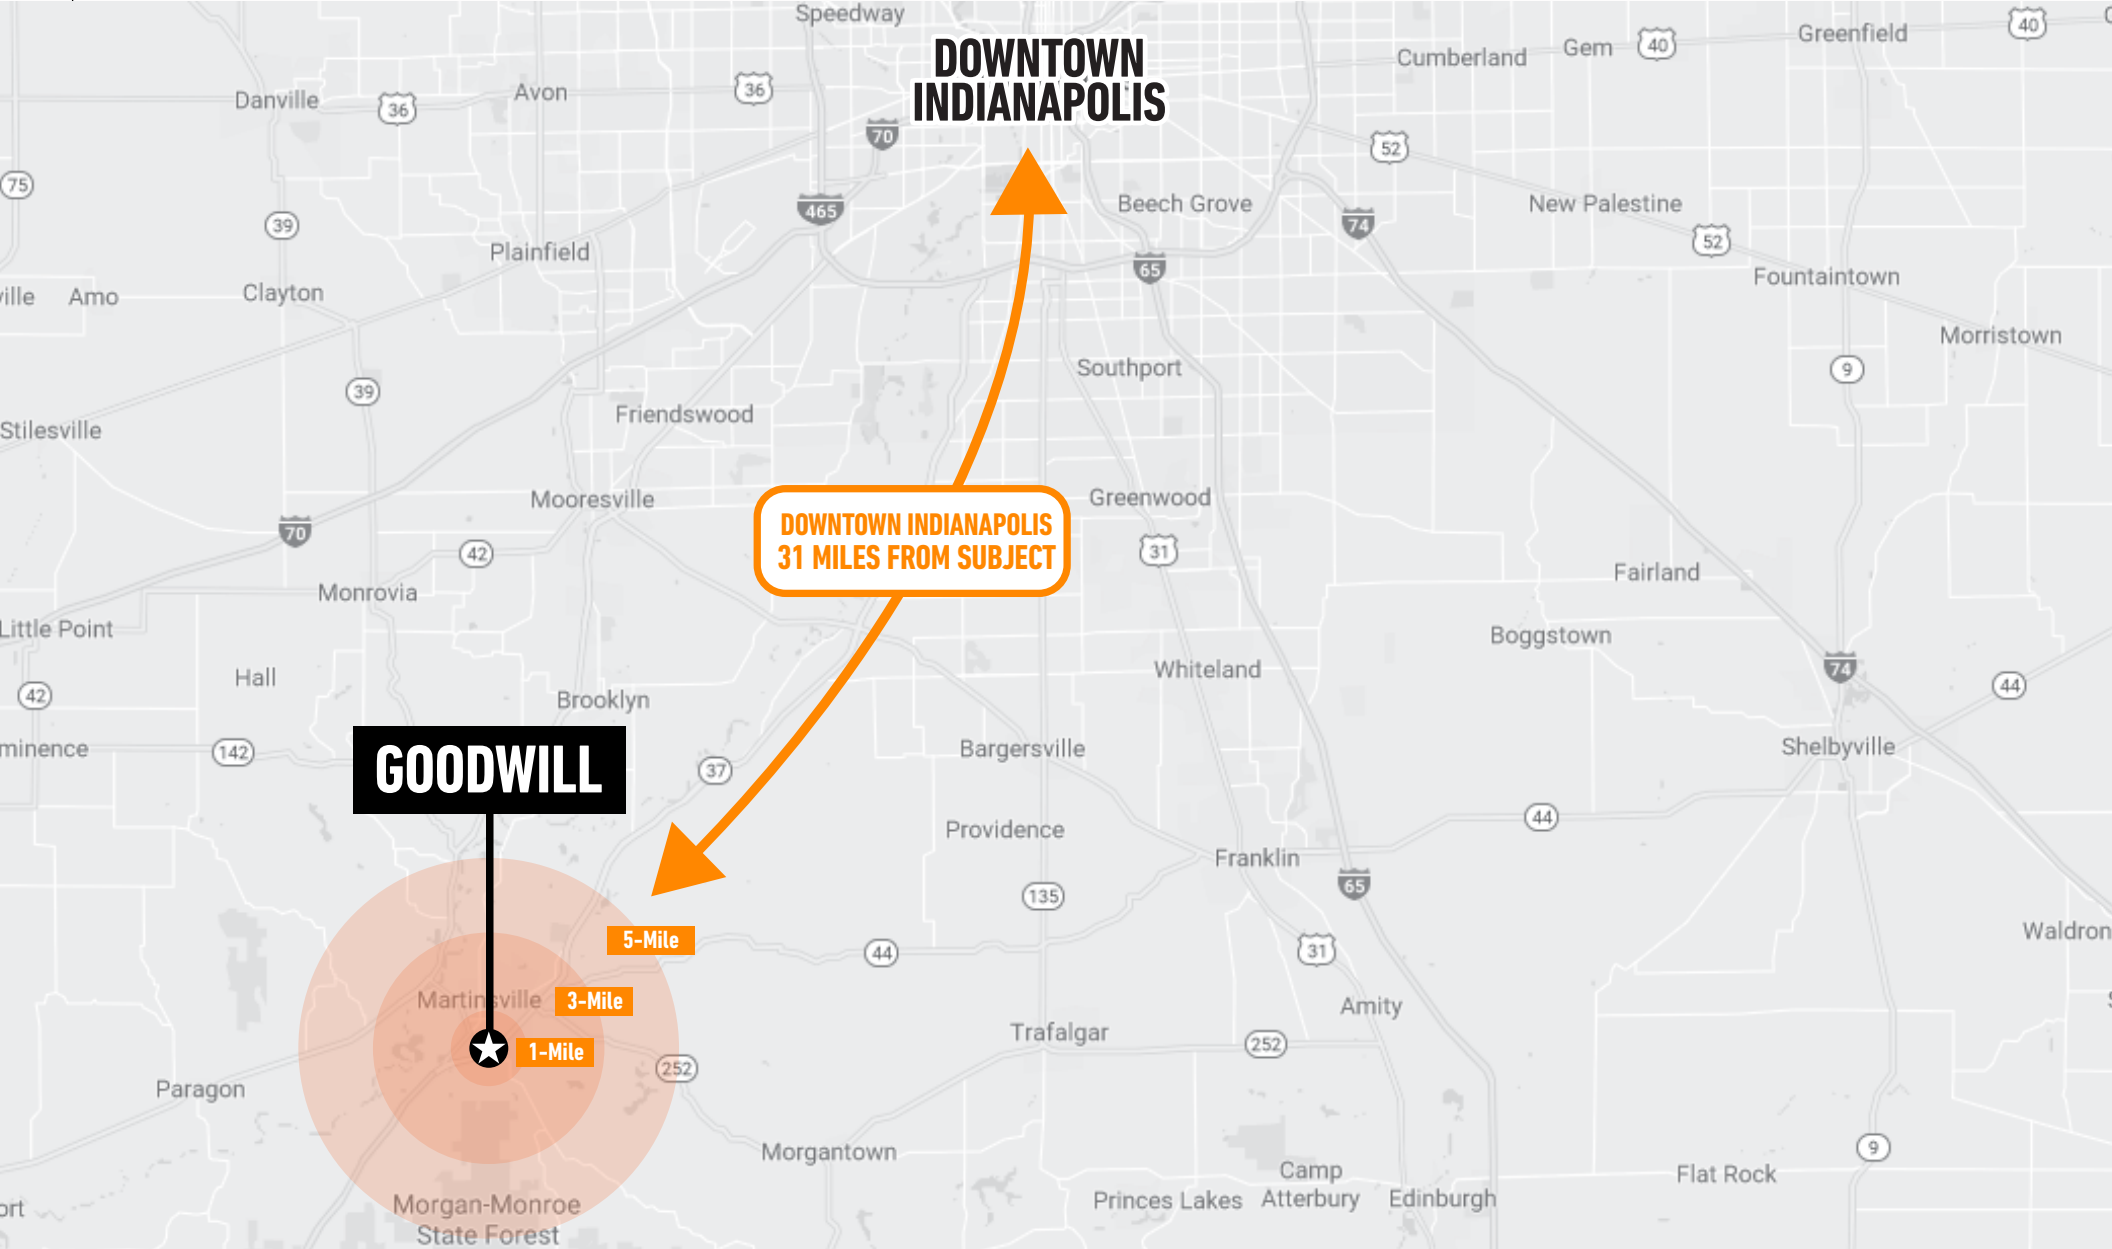 Speedway
DOWNTOWN
INDIANAPOLIS
Cumberland
Gem
40
Greenfield
40
Danville
36
Avon
36
70
52
75
39
465
Beech Grove
74
New Palestine
52
Plainfield
65
Fountaintown
ville
Amo
Clayton
Morristown
39
Southport
9
Stilesville
Friendswood
Mooresville
Greenwood
DOWNTOWN INDIANAPOLIS
31 MILES FROM SUBJECT
70
42
31
Monrovia
Fairland
Little Point
Boggstown
Hall
42
Brooklyn
Whiteland
74
44
minence
142
GOODWILL
37
Bargersville
Shelbyville
Providence
44
Franklin
65
135
5-Mile
44
31
Waldron
Martinsville
3-Mile
Amity
1-Mile
Trafalgar
252
252
Paragon
Morgantown
9
Camp
Atterbury
Flat Rock
Princes Lakes
Edinburgh
Morgan-Monroe
State Forest
ort